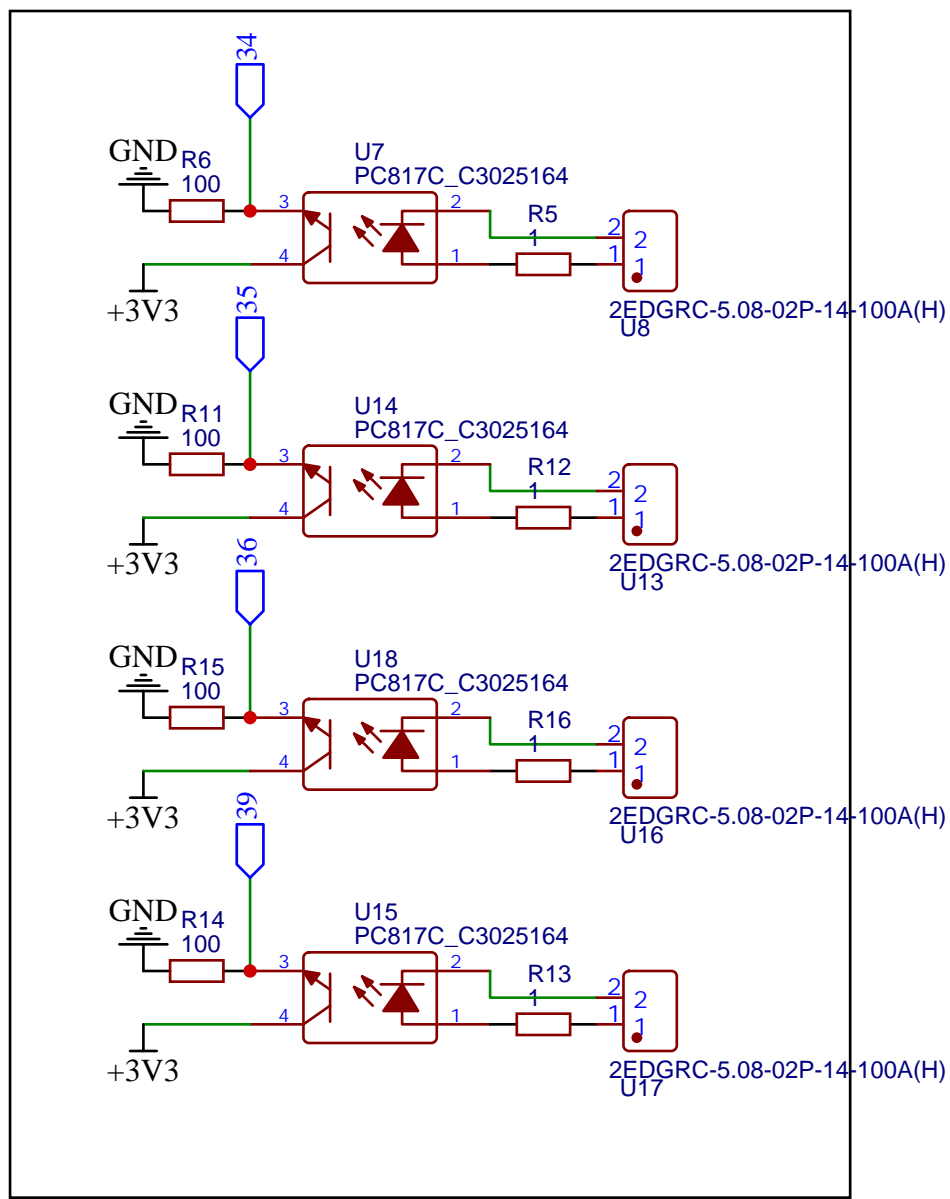 34
GND
R6
100
U7
PC817C_C3025164
3
4
2
1
R5
1
2
1
2
1
+3V3
2EDGRC-5.08-02P-14-100A(H)
U8
35
GND
R11
100
U14
PC817C_C3025164
3
4
2
1
R12
1
2
1
2
1
+3V3
2EDGRC-5.08-02P-14-100A(H)
U13
36
GND
R15
100
U18
PC817C_C3025164
3
4
2
1
R16
1
2
1
2
1
+3V3
2EDGRC-5.08-02P-14-100A(H)
U16
39
GND
R14
100
U15
PC817C_C3025164
3
4
2
1
R13
1
2
1
2
1
+3V3
2EDGRC-5.08-02P-14-100A(H)
U17